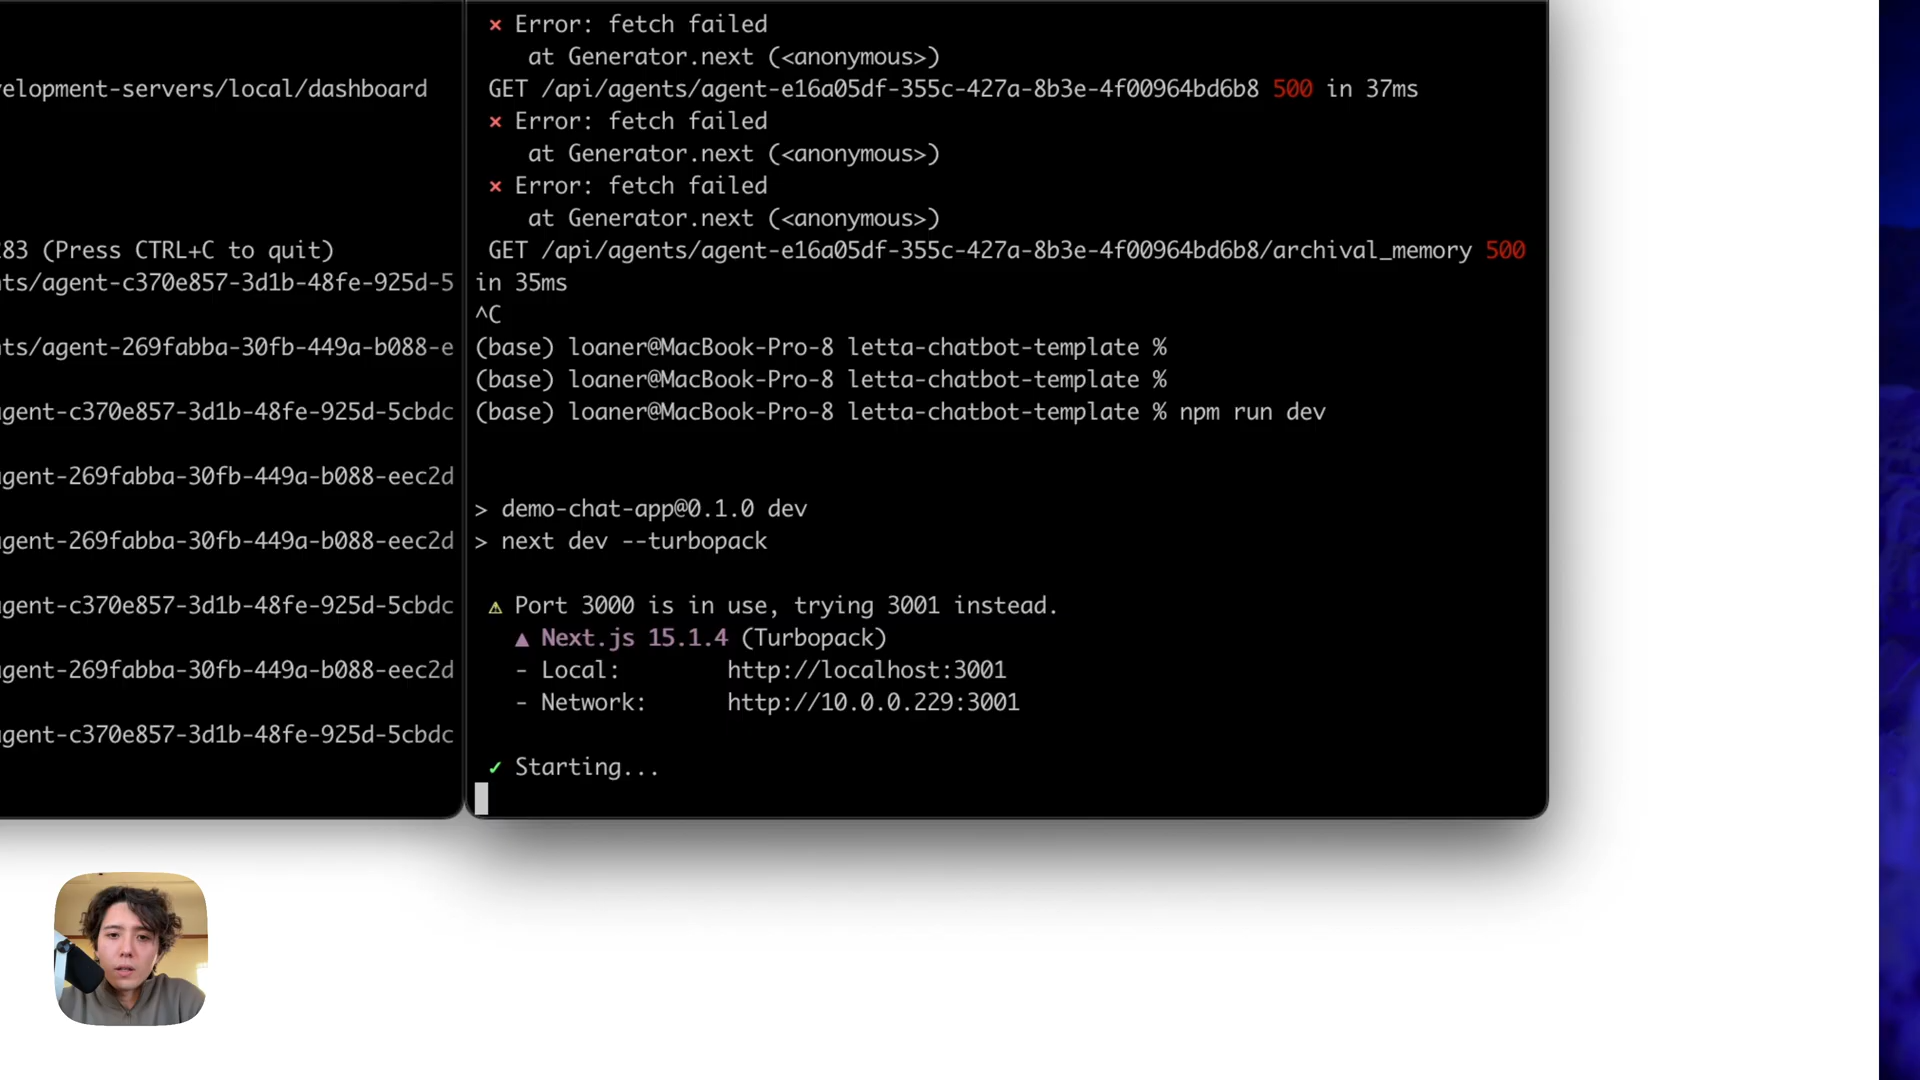 elopment-servers/local/dashboard
83 (Press CTRL+C to quit)
ts/agent-c370e857-3d1b-48fe-925d-5
ts/agent-269fabba-30fb-449a-b088-e
gent-c370e857-3d1b-48fe-925d-5cbdc
gent-269fabba-30fb-449a-b088-eec2d
gent-269fabba-30fb-449a-b088-eec2d
gent-c370e857-3d1b-48fe-925d-5cbdc
gent-269fabba-30fb-449a-b088-eec2d
gent-c370e857-3d1b-48fe-925d-5cbdc
× Error: fetch failed
at Generator.next (<anonymous>)
GET /api/agents/agent-e16a05df-355c-427a-8b3e-4f00964bd6b8 500 in 37ms
× Error: fetch failed
at Generator.next (<anonymous>)
× Error: fetch failed
at Generator.next (<anonymous>)
GET /api/agents/agent-e16a05df-355c-427a-8b3e-4f00964bd6b8/archival_memory 500
in 35ms
^C
(base) loaner@MacBook-Pro-8 letta-chatbot-template %
(base) loaner@MacBook-Pro-8 letta-chatbot-template %
(base) loaner@MacBook-Pro-8 letta-chatbot-template % npm run dev
> demo-chat-app@0.1.0 dev
> next dev --turbopack
⚠ Port 3000 is in use, trying 3001 instead.
▲ Next.js 15.1.4 (Turbopack)
- Local: http://localhost:3001
- Network: http://10.0.0.229:3001
✓ Starting...